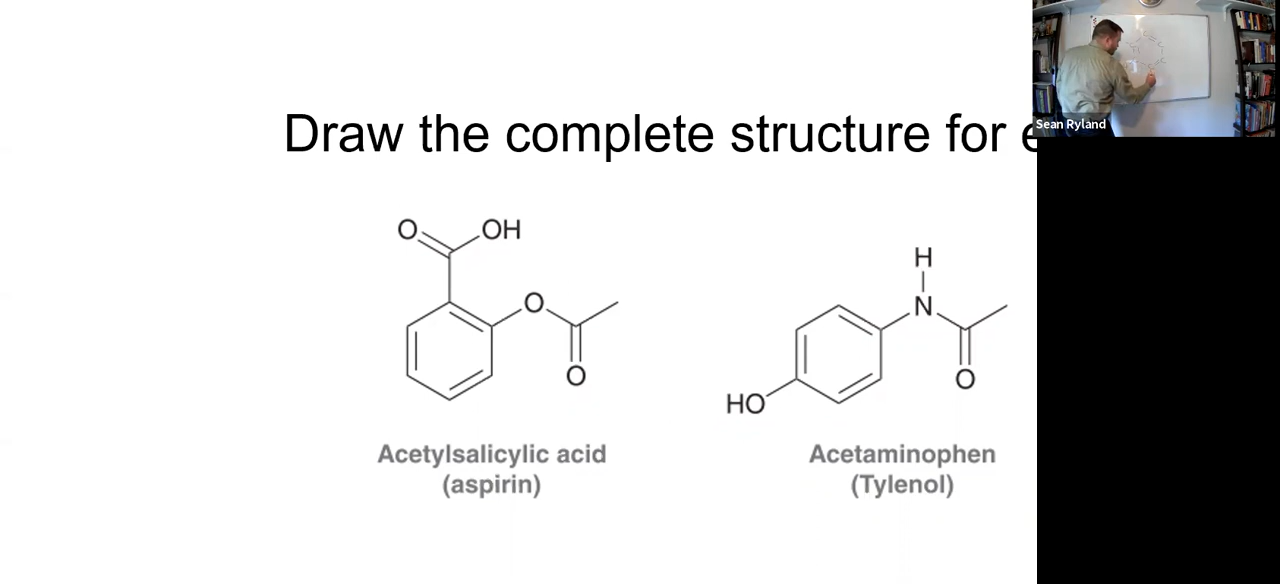 Draw the complete structure for e
Sean Ryland
O OH
O
O
H
N
O
HO
Acetylsalicylic acid
(aspirin)
Acetaminophen
(Tylenol)